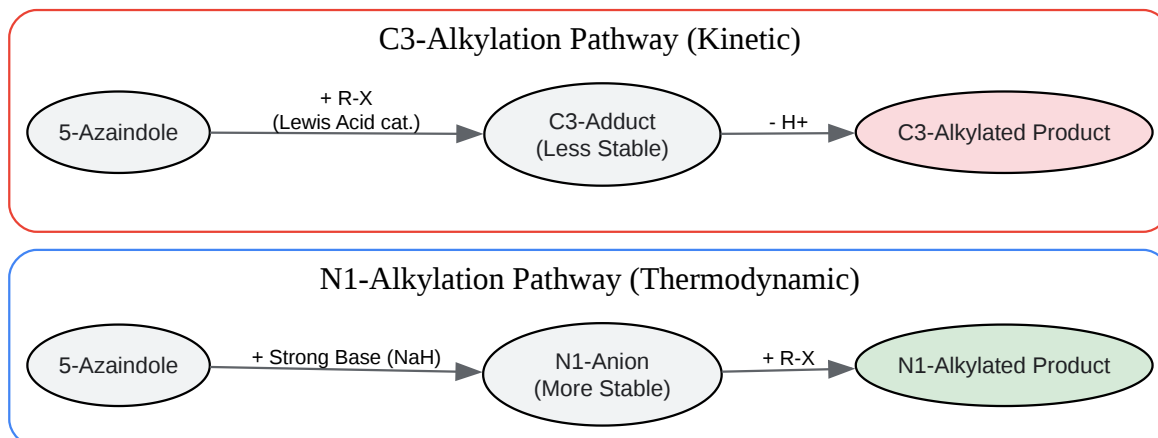 C3-Alkylation Pathway (Kinetic)
5-Azaindole
+ R-X
(Lewis Acid cat.)
C3-Adduct
(Less Stable)
- H+
C3-Alkylated Product
N1-Alkylation Pathway (Thermodynamic)
5-Azaindole
+ Strong Base (NaH)
N1-Anion
(More Stable)
+ R-X
N1-Alkylated Product